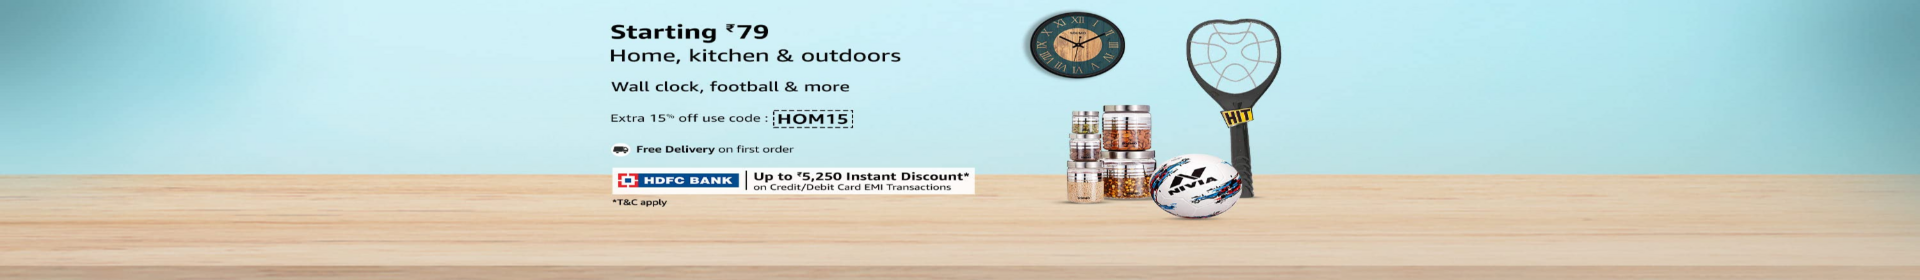 Starting ₹79
Home, kitchen & outdoors
Wall clock, football & more
Extra 15% off use code : HOM15
Free Delivery on first order
HDFC BANK
Up to ₹5,250 Instant Discount*
on Credit/Debit Card EMI Transactions
*T&C apply
HIT
NIVIA